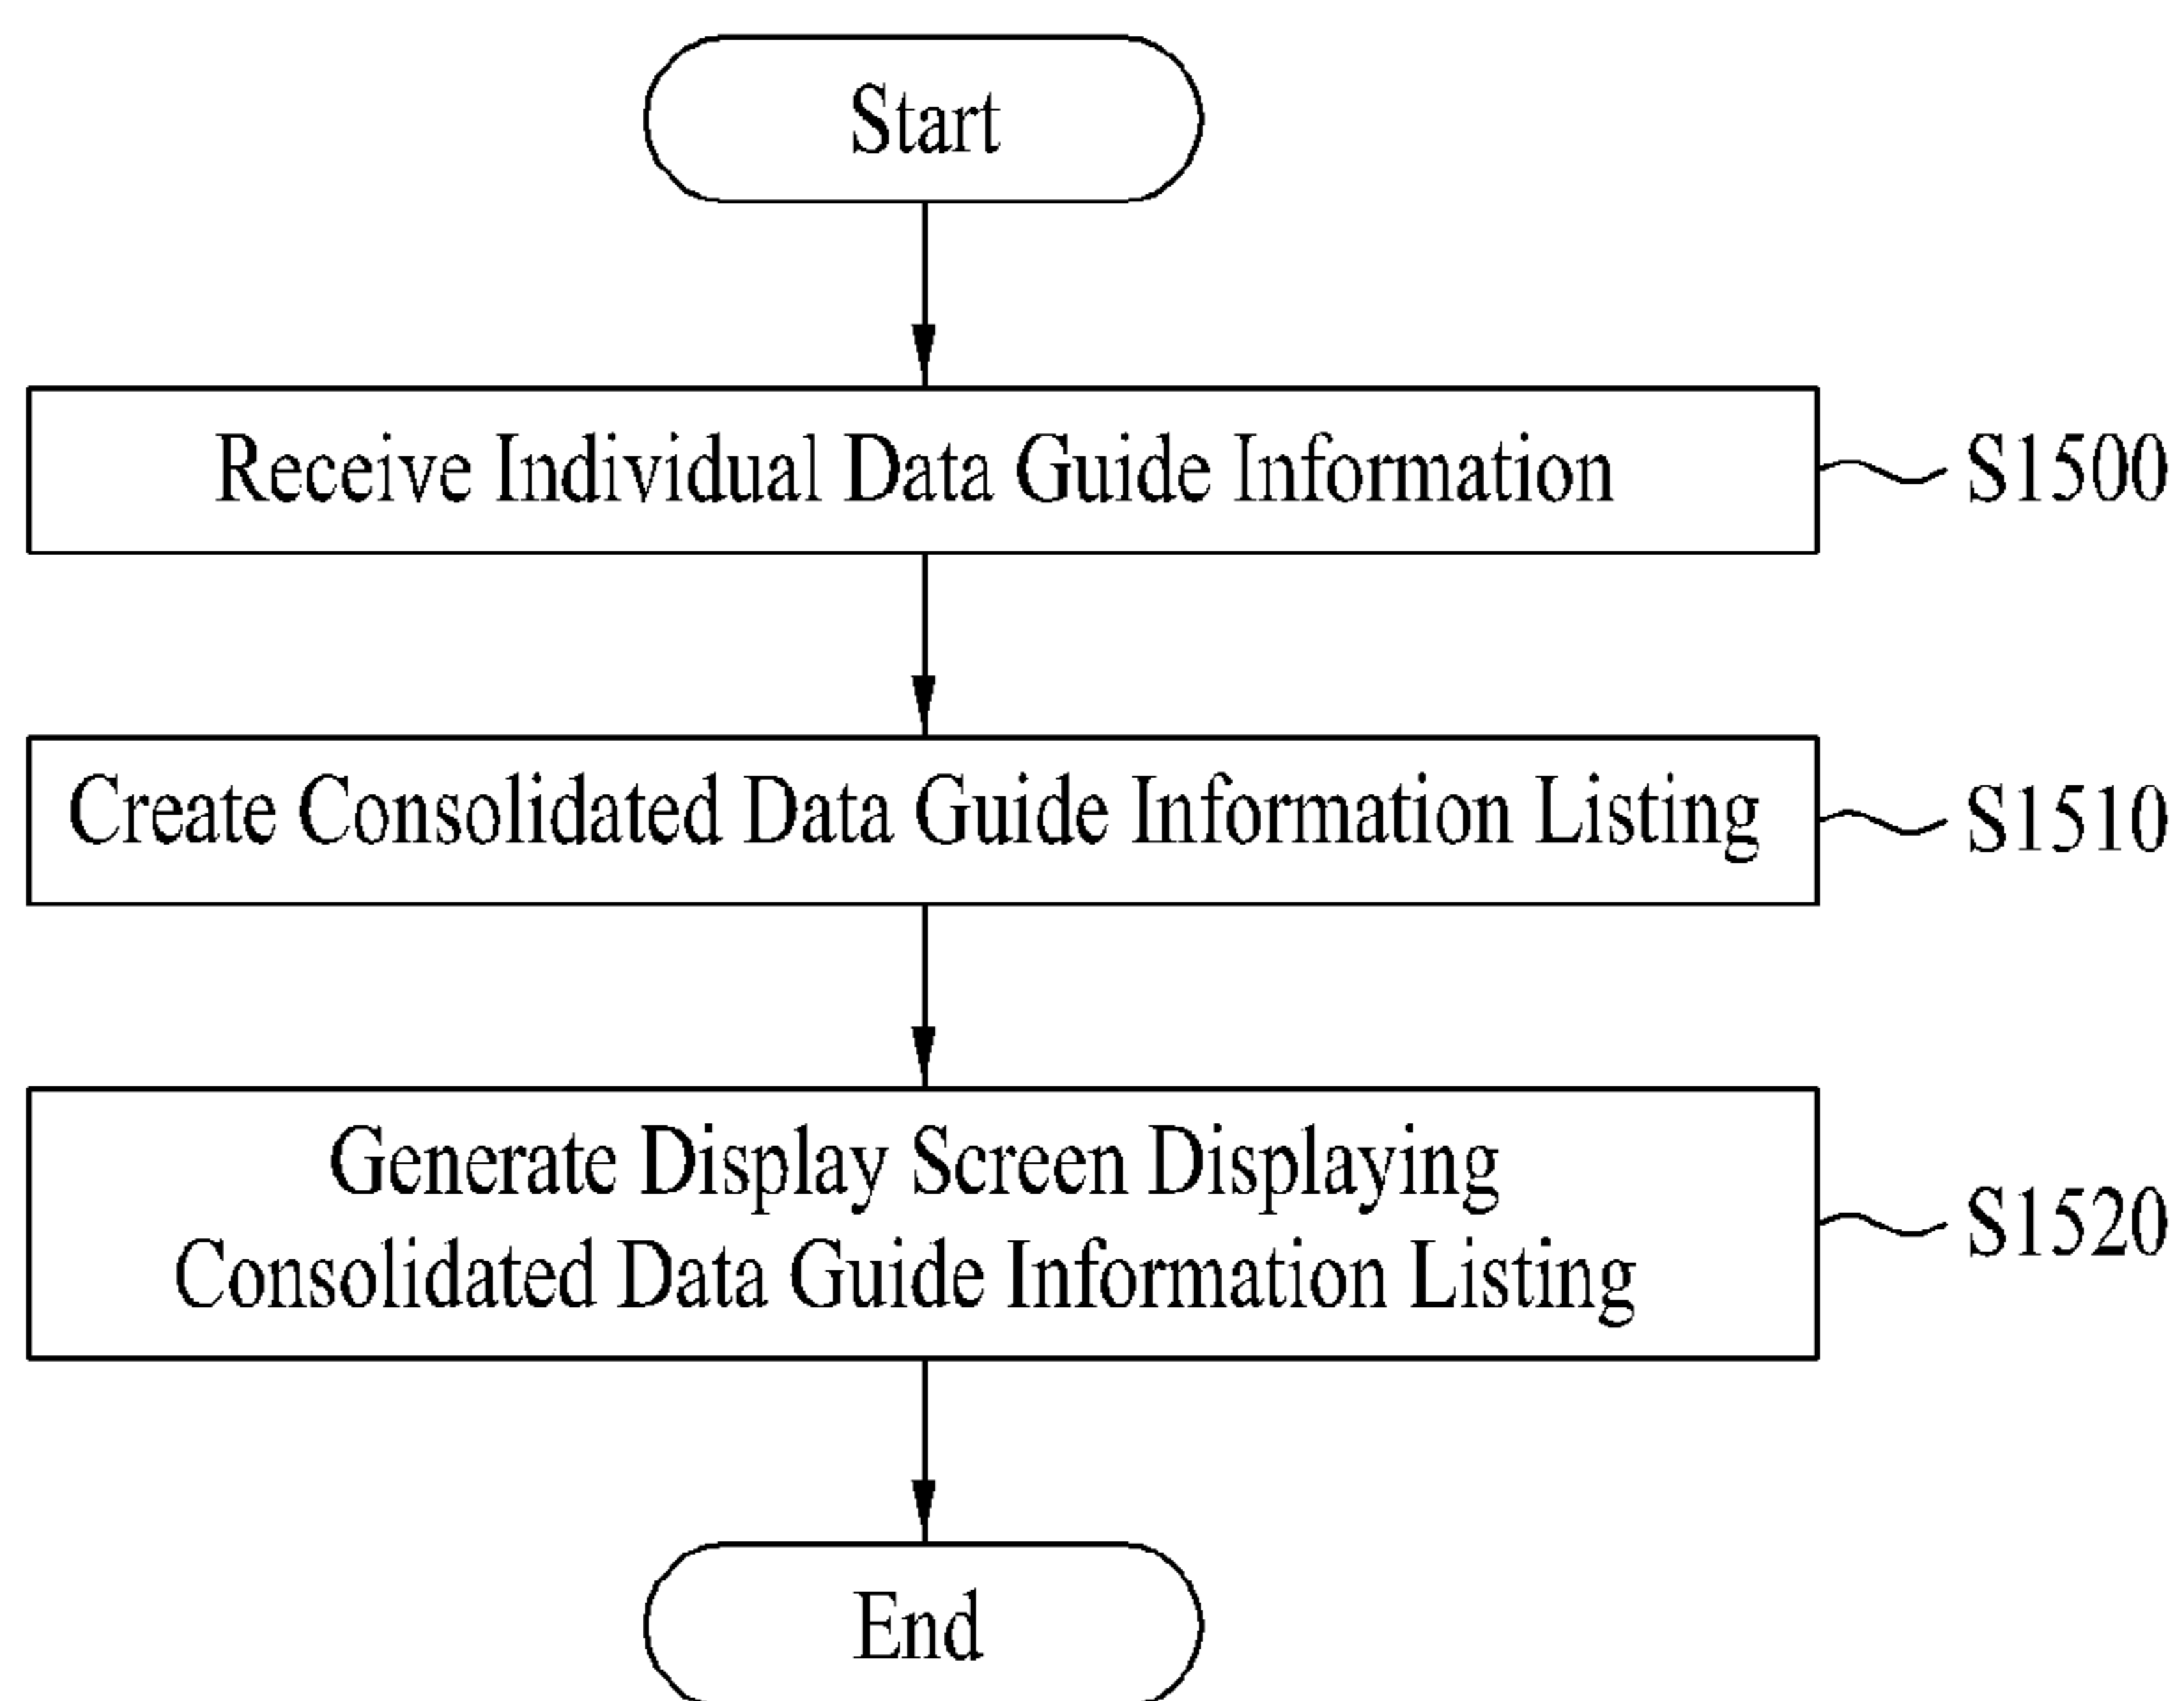 Start
Receive Individual Data Guide Information
S1500
Create Consolidated Data Guide Information Listing
S1510
Generate Display Screen Displaying
Consolidated Data Guide Information Listing
S1520
End